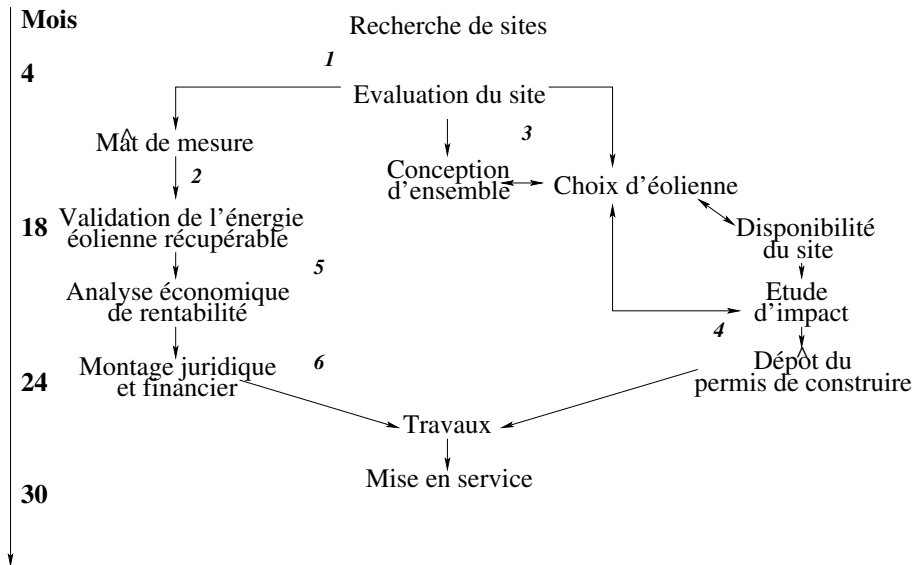 Mois
Recherche de sites
1
4
Evaluation du site
3
Mât de mesure
2
Conception
d'ensemble
Choix d'éolienne
18
Validation de l'énergie
éolienne récupérable
Disponibilité
du site
5
Analyse économique
de rentabilité
Etude
d'impact
4
Montage juridique
et financier
6
24
Dépôt du
permis de construire
Travaux
Mise en service
30